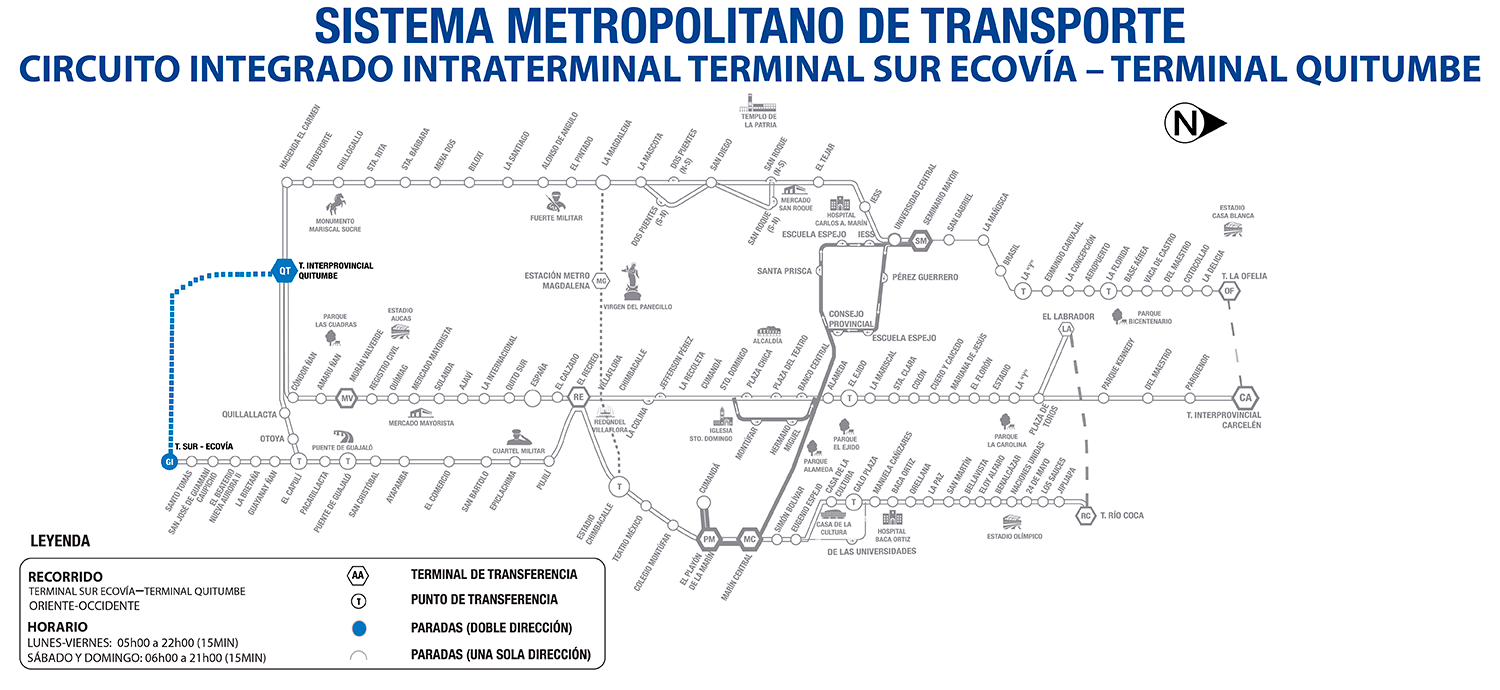 SISTEMA METROPOLITANO DE TRANSPORTE
CIRCUITO INTEGRADO INTRATERMINAL TERMINAL SUR ECOVÍA – TERMINAL QUITUMBE
TEMPLO DE
LA PATRIA
N
HACIENDA EL CARMEN
FUNDEPORTE
CHILLOGALLO
STA. RITA
STA. BÁRBARA
MENA DOS
BILOXI
LA SANTIAGO
ALONSO DE ANGULO
EL PINTADO
LA MAGDALENA
LA MASCOTA
DOS PUENTES
(N-S)
SAN DIEGO
SAN ROQUE
(N-S)
EL TEJAR
IESS
UNIVERSIDAD CENTRAL
SEMINARIO MAYOR
SAN GABRIEL
LA MAÑOSCA
BRASIL
LA "Y"
EDMUNDO CARVAJAL
LA CONCEPCIÓN
AEROPUERTO
LA FLORIDA
BASE AÉREA
VACA DE CASTRO
DEL MAESTRO
COTOCOLLAO
LA DELICIA
ESTADIO
CASA BLANCA
T. LA OFELIA
OF
MONUMENTO
MARISCAL SUCRE
FUERTE MILITAR
DOS PUENTES
(S-N)
SAN ROQUE
(S-N)
MERCADO
SAN ROQUE
HOSPITAL
CARLOS A. MARÍN
ESCUELA ESPEJO
IESS
SM
T
T
QT
T. INTERPROVINCIAL
QUITUMBE
ESTACIÓN METRO
MAGDALENA
MG
VIRGEN DEL PANECILLO
SANTA PRISCA
PÉREZ GUERRERO
CONSEJO
PROVINCIAL
ESCUELA ESPEJO
PARQUE
BICENTENARIO
EL LABRADOR
LA
PARQUE
LAS CUADRAS
ESTADIO
AUCAS
ALCALDÍA
CÓNDOR ÑAN
AMARU ÑAN
MORÁN VALVERDE
REGISTRO CIVIL
QUIMIAG
MERCADO MAYORISTA
SOLANDA
AJAVÍ
LA INTERNACIONAL
QUITO SUR
ESPAÑA
EL CALZADO
EL RECREO
VILLAFLORA
CHIMBACALLE
JEFFERSON PÉREZ
LA RECOLETA
CUMANDÁ
STO. DOMINGO
PLAZA CHICA
PLAZA DEL TEATRO
BANCO CENTRAL
ALAMEDA
EL EJIDO
LA MARISCAL
STA. CLARA
COLÓN
CUERO Y CAICEDO
MARIANA DE JESÚS
EL FLORÓN
ESTADIO
LA "Y"
PLAZA DE
TOROS
PARQUE KENNEDY
DEL MAESTRO
PARQUENOR
CA
T. INTERPROVINCIAL
CARCELÉN
MV
RE
T
QUILLALLACTA
MERCADO MAYORISTA
REDONDEL
VILLAFLORA
LA COLINA
IGLESIA
STO. DOMINGO
MONTÚFAR
HERMANO
MIGUEL
PARQUE
EL EJIDO
PARQUE
ALAMEDA
PARQUE
LA CAROLINA
OTOYA
PUENTE DE GUAJALÓ
CUARTEL MILITAR
T. SUR - ECOVÍA
GI
T
T
T
SANTO TOMÁS
SAN JOSÉ DE GUAMANÍ
CAUPICHO
EL BEATERIO
NUEVA AURORA II
LA BRETAÑA
GUAYANAY ÑAN
EL CAPULÍ
PACARILLACTA
PUENTE DE GUAJALÓ
SAN CRISTÓBAL
AYAPAMBA
EL COMERCIO
SAN BARTOLO
EPICLACHIMA
PUJILÍ
ESTADIO
CHIMBACALLE
TEATRO MÉXICO
COLEGIO MONTÚFAR
CUMANDÁ
PM
MC
EL PLAYÓN
DE LA MARÍN
MARÍN CENTRAL
SIMÓN BOLÍVAR
EUGENIO ESPEJO
CASA DE LA
CULTURA
GALO PLAZA
MANUELA CAÑIZARES
BACA ORTIZ
ORELLANA
LA PAZ
SAN MARTÍN
BELLAVISTA
ELOY ALFARO
BENALCÁZAR
NACIONES UNIDAS
24 DE MAYO
LOS SAUCES
JIPIJAPA
T
RC
T. RÍO COCA
CASA DE LA
CULTURA
HOSPITAL
BACA ORTIZ
ESTADIO OLÍMPICO
DE LAS UNIVERSIDADES
LEYENDA
RECORRIDO
TERMINAL SUR ECOVÍA—TERMINAL QUITUMBE
ORIENTE-OCCIDENTE
HORARIO
LUNES-VIERNES: 05h00 a 22h00 (15MIN)
SÁBADO Y DOMINGO: 06h00 a 21h00 (15MIN)
AA TERMINAL DE TRANSFERENCIA
T PUNTO DE TRANSFERENCIA
PARADAS (DOBLE DIRECCIÓN)
PARADAS (UNA SOLA DIRECCIÓN)